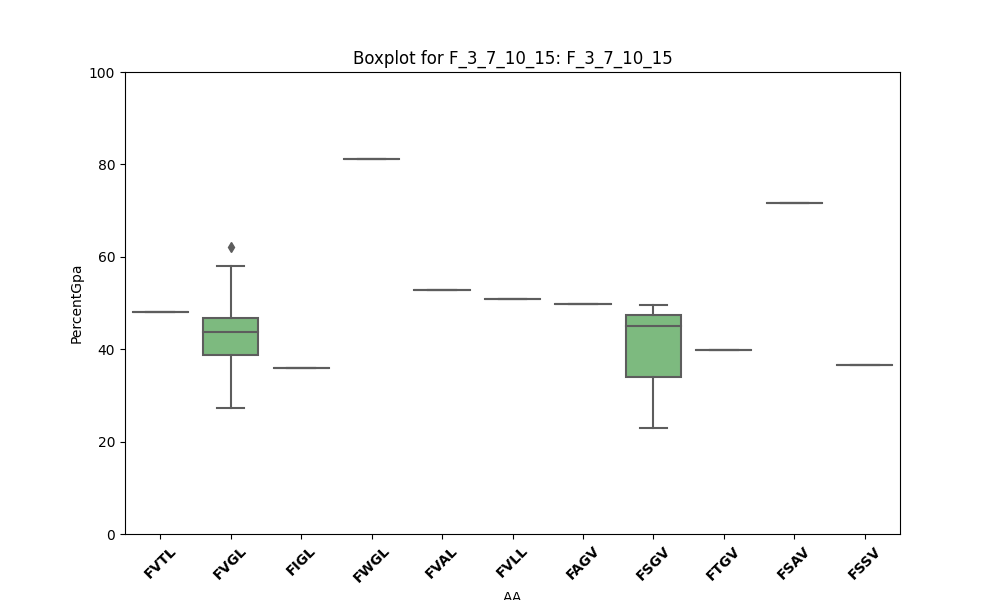 Boxplot for F_3_7_10_15: F_3_7_10_15
100
80
60
40
20
0
PercentGpa
FVTL
FVGL
FIGL
FWGL
FVAL
FVLL
FAGV
FSGV
FTGV
FSAV
FSSV
AA